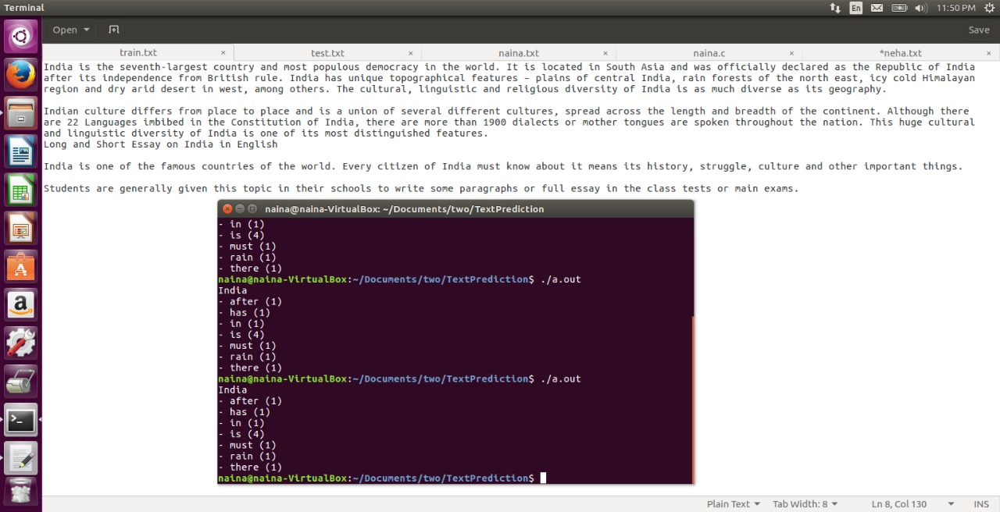 Terminal
En
11:50 PM
Open
Save
train.txt × test.txt × naina.txt × naina.c × *neha.txt ×
India is the seventh-largest country and most populous democracy in the world. It is located in South Asia and was officially declared as the Republic of India
after its independence from British rule. India has unique topographical features – plains of central India, rain forests of the north east, icy cold Himalayan
region and dry arid desert in west, among others. The cultural, linguistic and religious diversity of India is as much diverse as its geography.
Indian culture differs from place to place and is a union of several different cultures, spread across the length and breadth of the continent. Although there
are 22 Languages imbibed in the Constitution of India, there are more than 1900 dialects or mother tongues are spoken throughout the nation. This huge cultural
and linguistic diversity of India is one of its most distinguished features.
Long and Short Essay on India in English
India is one of the famous countries of the world. Every citizen of India must know about it means its history, struggle, culture and other important things.
Students are generally given this topic in their schools to write some paragraphs or full essay in the class tests or main exams.
naina@naina-VirtualBox: ~/Documents/two/TextPrediction
- in (1)
- is (4)
- must (1)
- rain (1)
- there (1)
naina@naina-VirtualBox:~/Documents/two/TextPrediction$ ./a.out
India
- after (1)
- has (1)
- in (1)
- is (4)
- must (1)
- rain (1)
- there (1)
naina@naina-VirtualBox:~/Documents/two/TextPrediction$ ./a.out
India
- after (1)
- has (1)
- in (1)
- is (4)
- must (1)
- rain (1)
- there (1)
naina@naina-VirtualBox:~/Documents/two/TextPrediction$
Plain Text Tab Width: 8 Ln 8, Col 130 INS